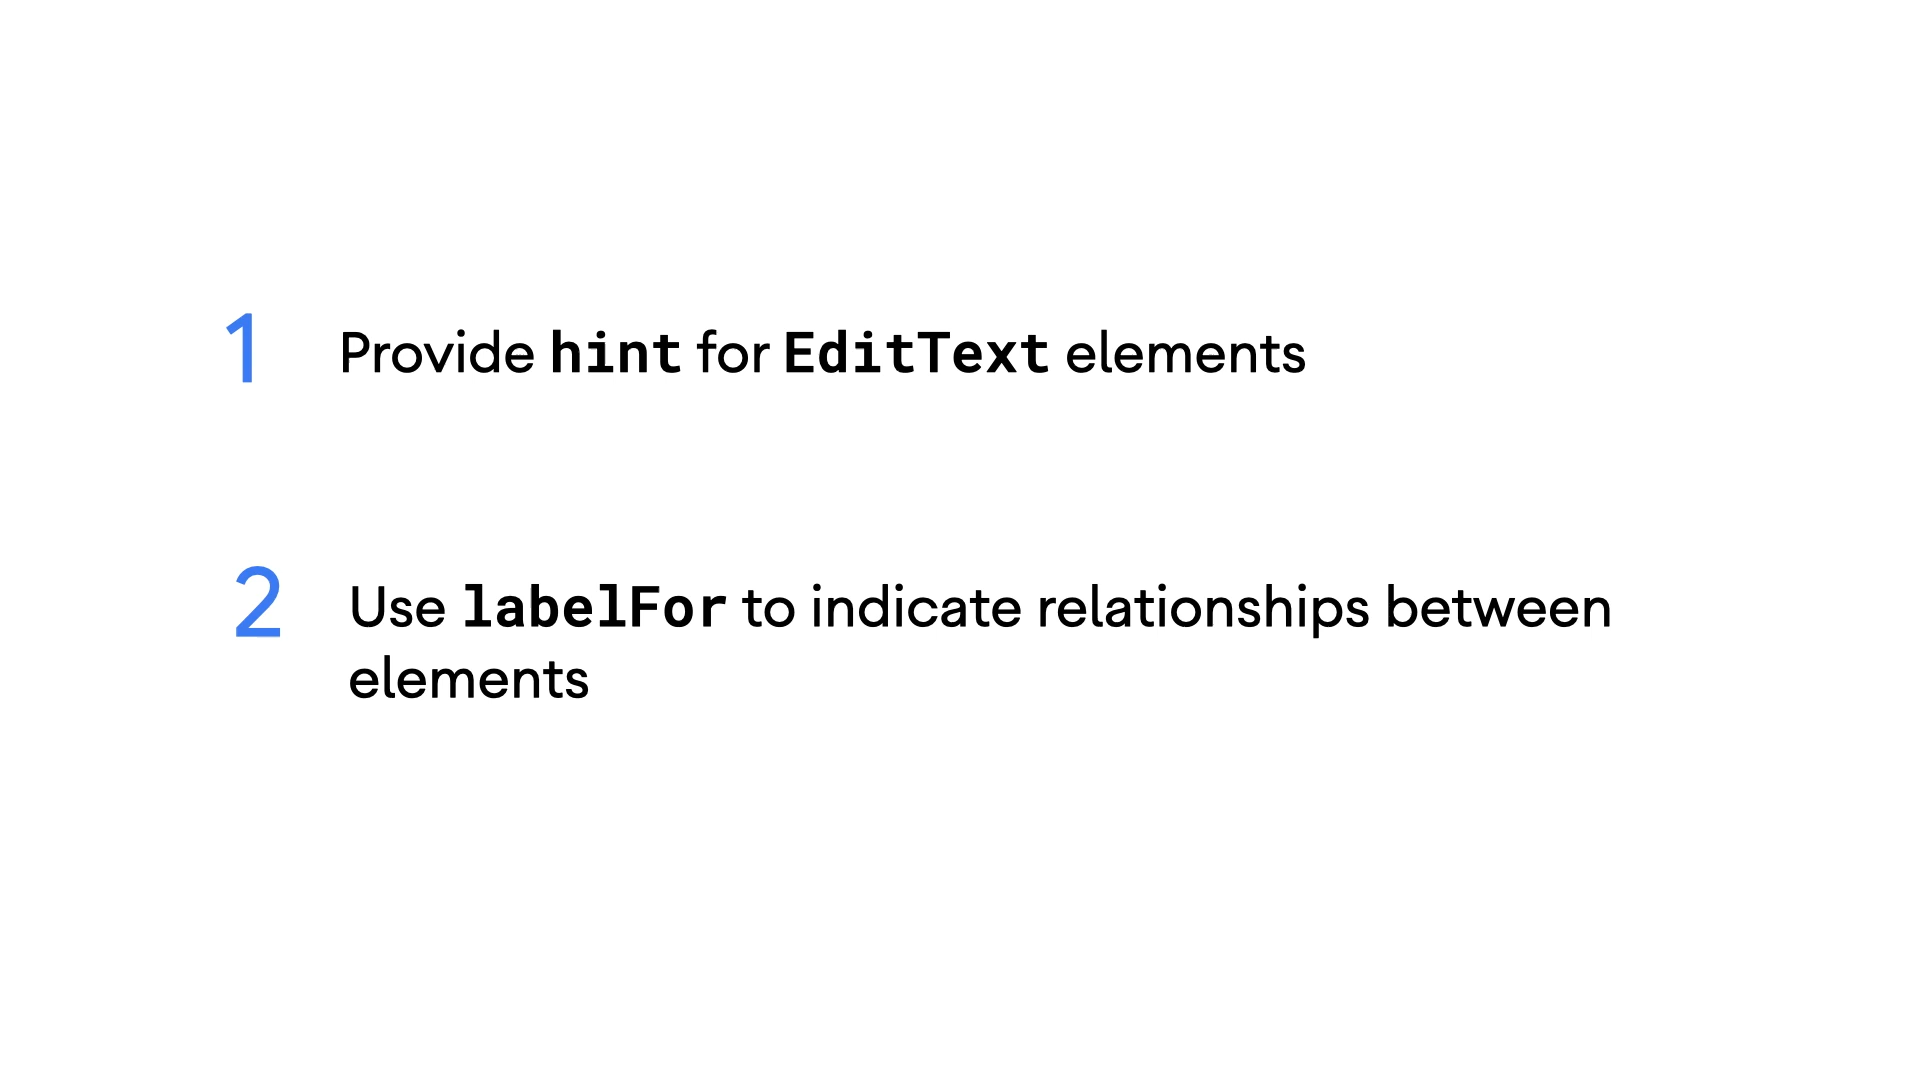 1 Provide hint for EditText elements
2 Use labelFor to indicate relationships between
elements